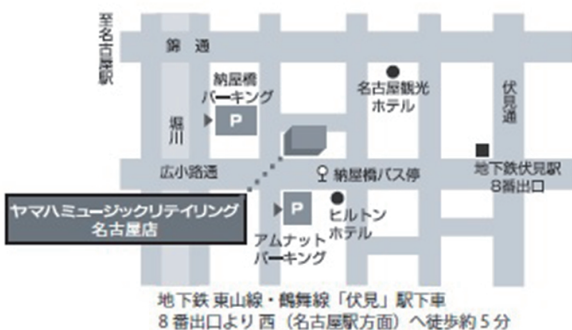 至名古屋駅
錦 通
納屋橋
パーキング
P
名古屋観光
ホテル
伏見通
堀川
広小路通
納屋橋バス停
地下鉄伏見駅
8番出口
ヤマハミュージックリテイリング
名古屋店
P
ヒルトン
ホテル
アムナット
パーキング
地下鉄 東山線・鶴舞線「伏見」駅下車
8 番出口より 西（名古屋駅方面）へ徒歩約 5 分